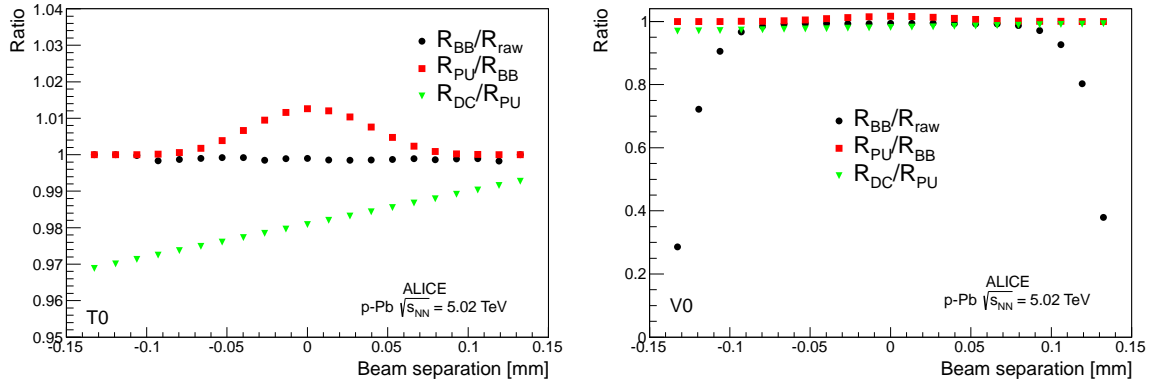 Ratio
1.04
1.03
1.02
1.01
1
0.99
0.98
0.97
0.96
0.95
R_BB/R_raw
R_PU/R_BB
R_DC/R_PU
ALICE
p-Pb √s_NN = 5.02 TeV
T0
-0.15 -0.1 -0.05 0 0.05 0.1 0.15
Beam separation [mm]
Ratio
1
0.8
0.6
0.4
0.2
0
R_BB/R_raw
R_PU/R_BB
R_DC/R_PU
ALICE
p-Pb √s_NN = 5.02 TeV
V0
-0.15 -0.1 -0.05 0 0.05 0.1 0.15
Beam separation [mm]